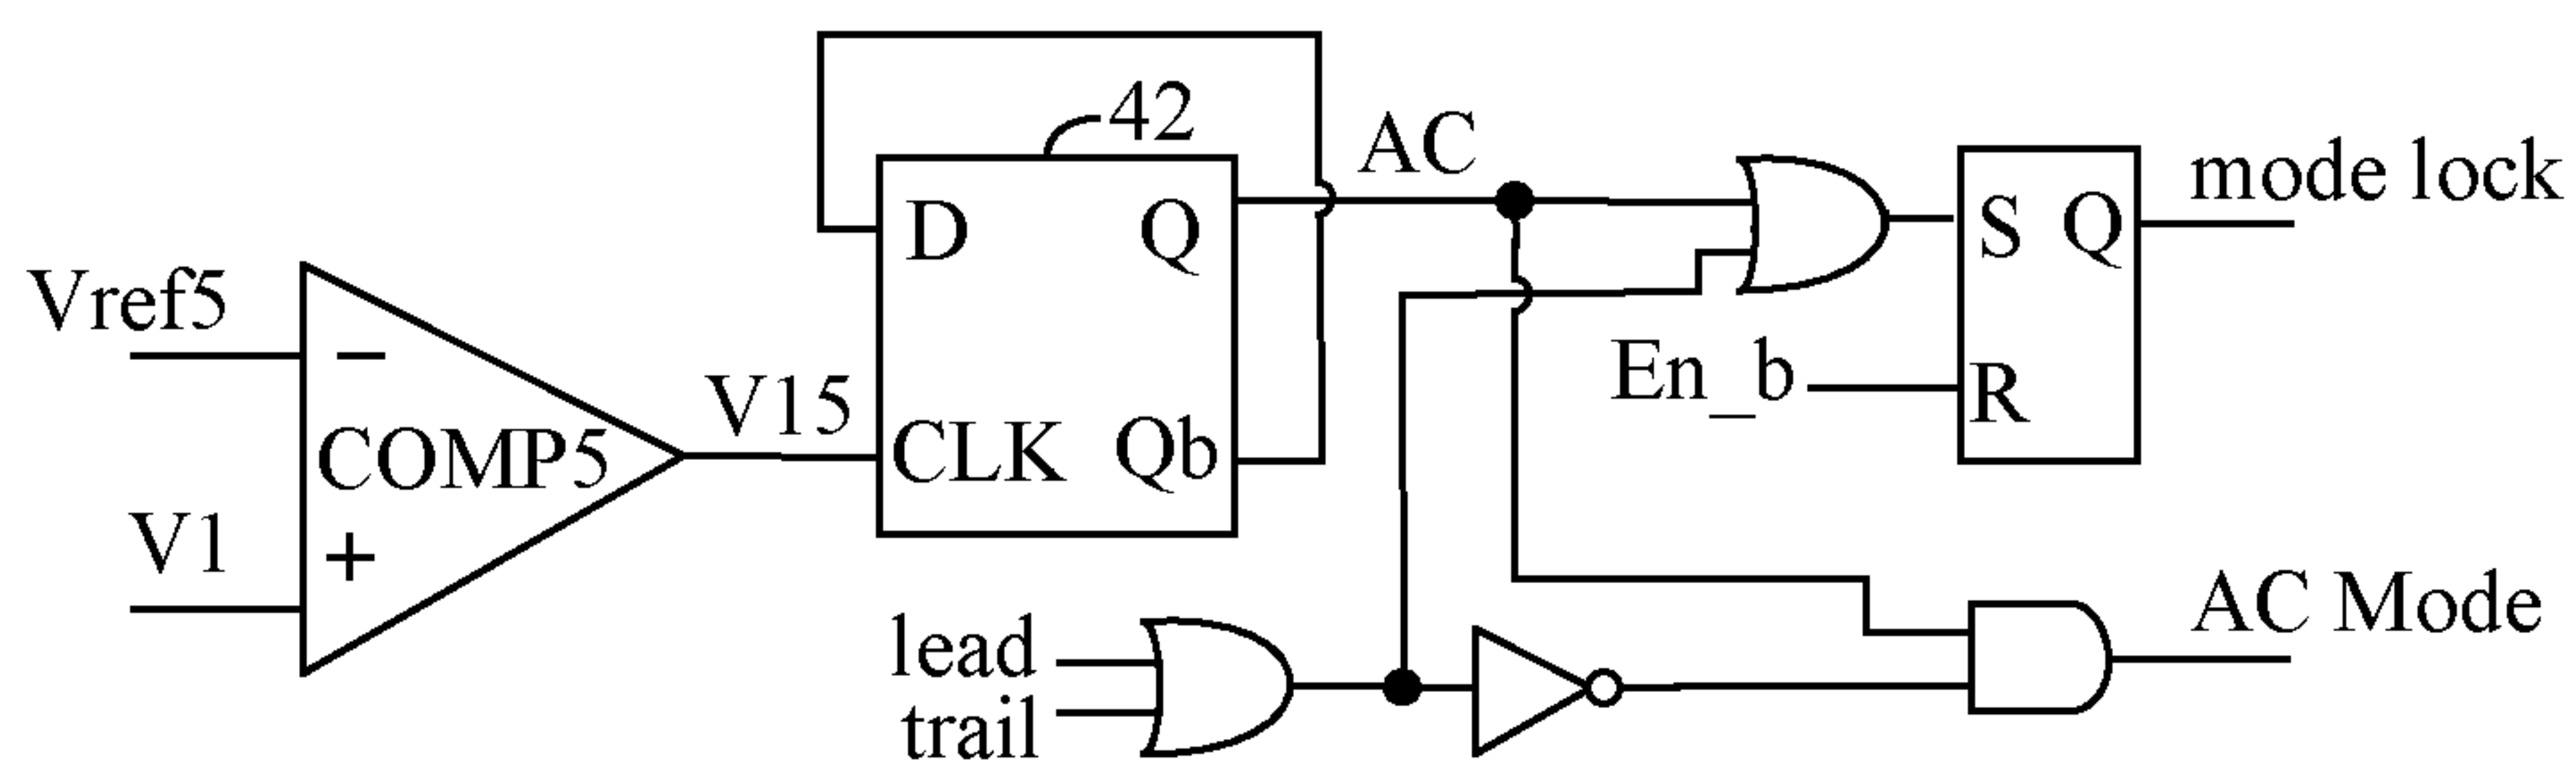 42
AC
mode lock
D Q
S Q
Vref5
−
V15
En_b
R
COMP5
CLK Qb
V1
+
lead
trail
AC Mode